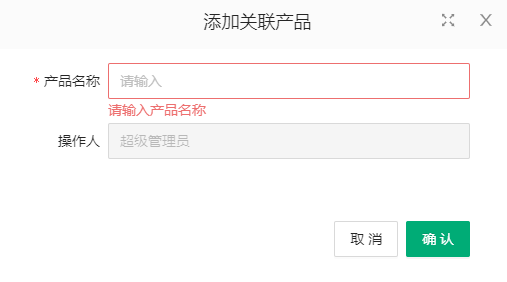 添加关联产品
* 产品名称
请输入
请输入产品名称
操作人
超级管理员
取 消
确 认